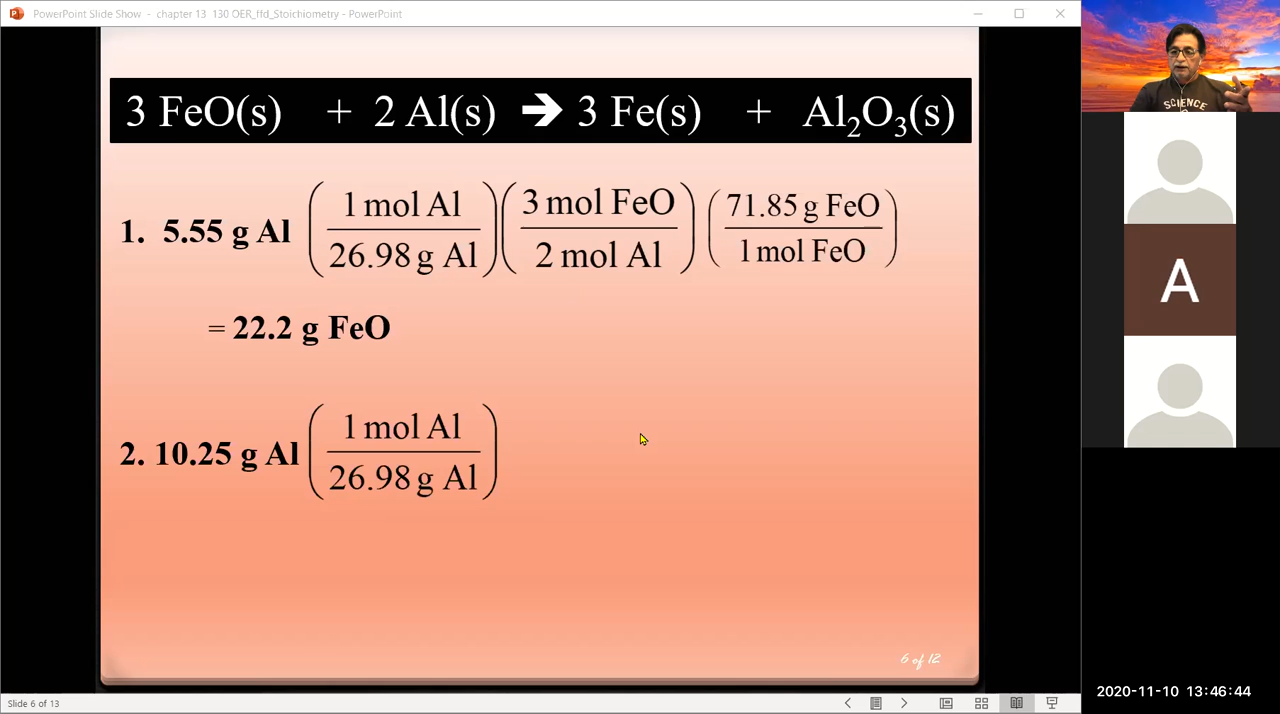 PowerPoint Slide Show - chapter 13 130 OER_ffd_Stoichiometry - PowerPoint
3 FeO(s) + 2 Al(s) ➔ 3 Fe(s) + Al₂O₃(s)
1. 5.55 g Al (1 mol Al / 26.98 g Al) (3 mol FeO / 2 mol Al) (71.85 g FeO / 1 mol FeO)
= 22.2 g FeO
2. 10.25 g Al (1 mol Al / 26.98 g Al)
6 of 12
Slide 6 of 13
SCIENCE
A
2020-11-10 13:46:44